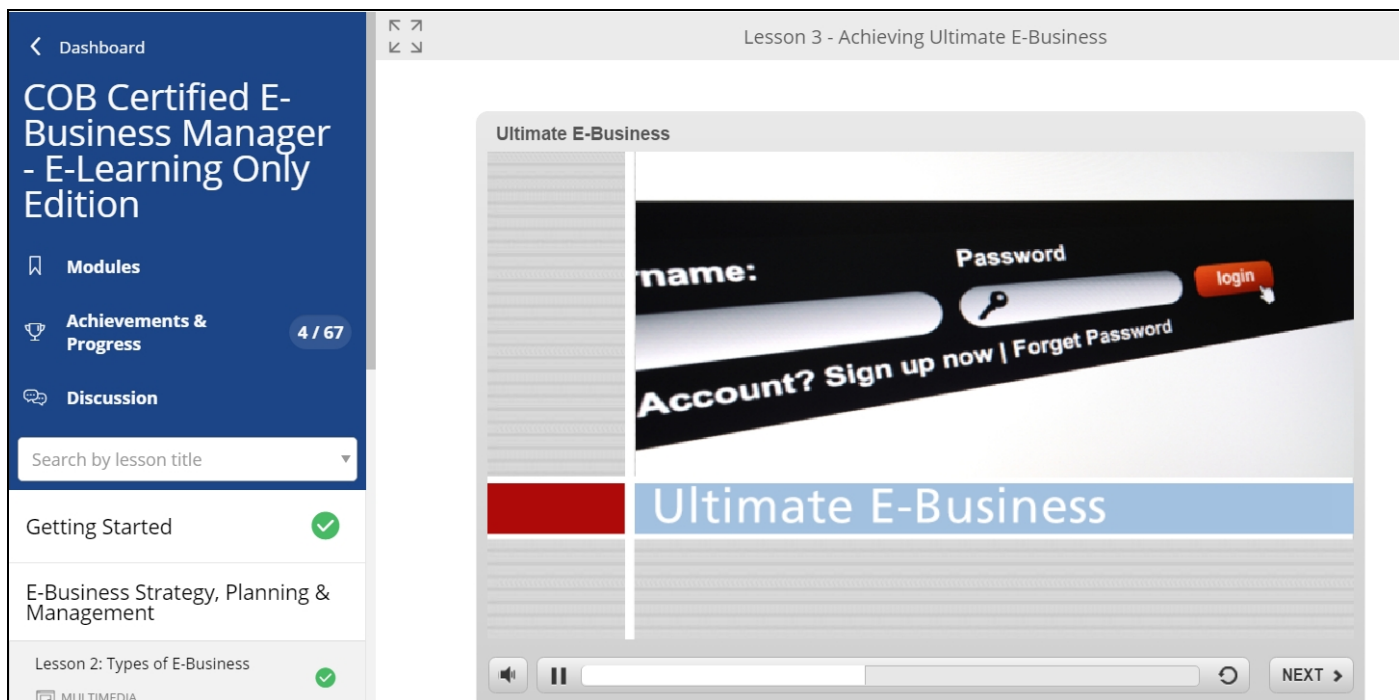 Dashboard
Lesson 3 - Achieving Ultimate E-Business
COB Certified E-
Business Manager
- E-Learning Only
Edition
Modules
Achievements &
Progress
4 / 67
Discussion
Search by lesson title
Getting Started
E-Business Strategy, Planning &
Management
Lesson 2: Types of E-Business
MULTIMEDIA
Ultimate E-Business
rname:
Password
login
Account? Sign up now | Forget Password
Ultimate E-Business
NEXT